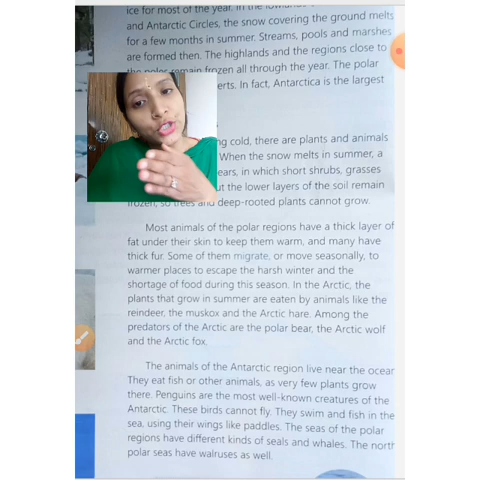 ice for most of the year. In the
and Antarctic Circles, the snow covering the ground melts
for a few months in summer. Streams, pools and marshes
are formed then. The highlands and the regions close to
the poles remain frozen all through the year. The polar
erts. In fact, Antarctica is the largest
ng cold, there are plants and animals
When the snow melts in summer, a
ears, in which short shrubs, grasses
ut the lower layers of the soil remain
frozen, so trees and deep-rooted plants cannot grow.
Most animals of the polar regions have a thick layer of
fat under their skin to keep them warm, and many have
thick fur. Some of them migrate, or move seasonally, to
warmer places to escape the harsh winter and the
shortage of food during this season. In the Arctic, the
plants that grow in summer are eaten by animals like the
reindeer, the muskox and the Arctic hare. Among the
predators of the Arctic are the polar bear, the Arctic wolf
and the Arctic fox.
The animals of the Antarctic region live near the ocear
They eat fish or other animals, as very few plants grow
there. Penguins are the most well-known creatures of the
Antarctic. These birds cannot fly. They swim and fish in the
sea, using their wings like paddles. The seas of the polar
regions have different kinds of seals and whales. The nort
polar seas have walruses as well.